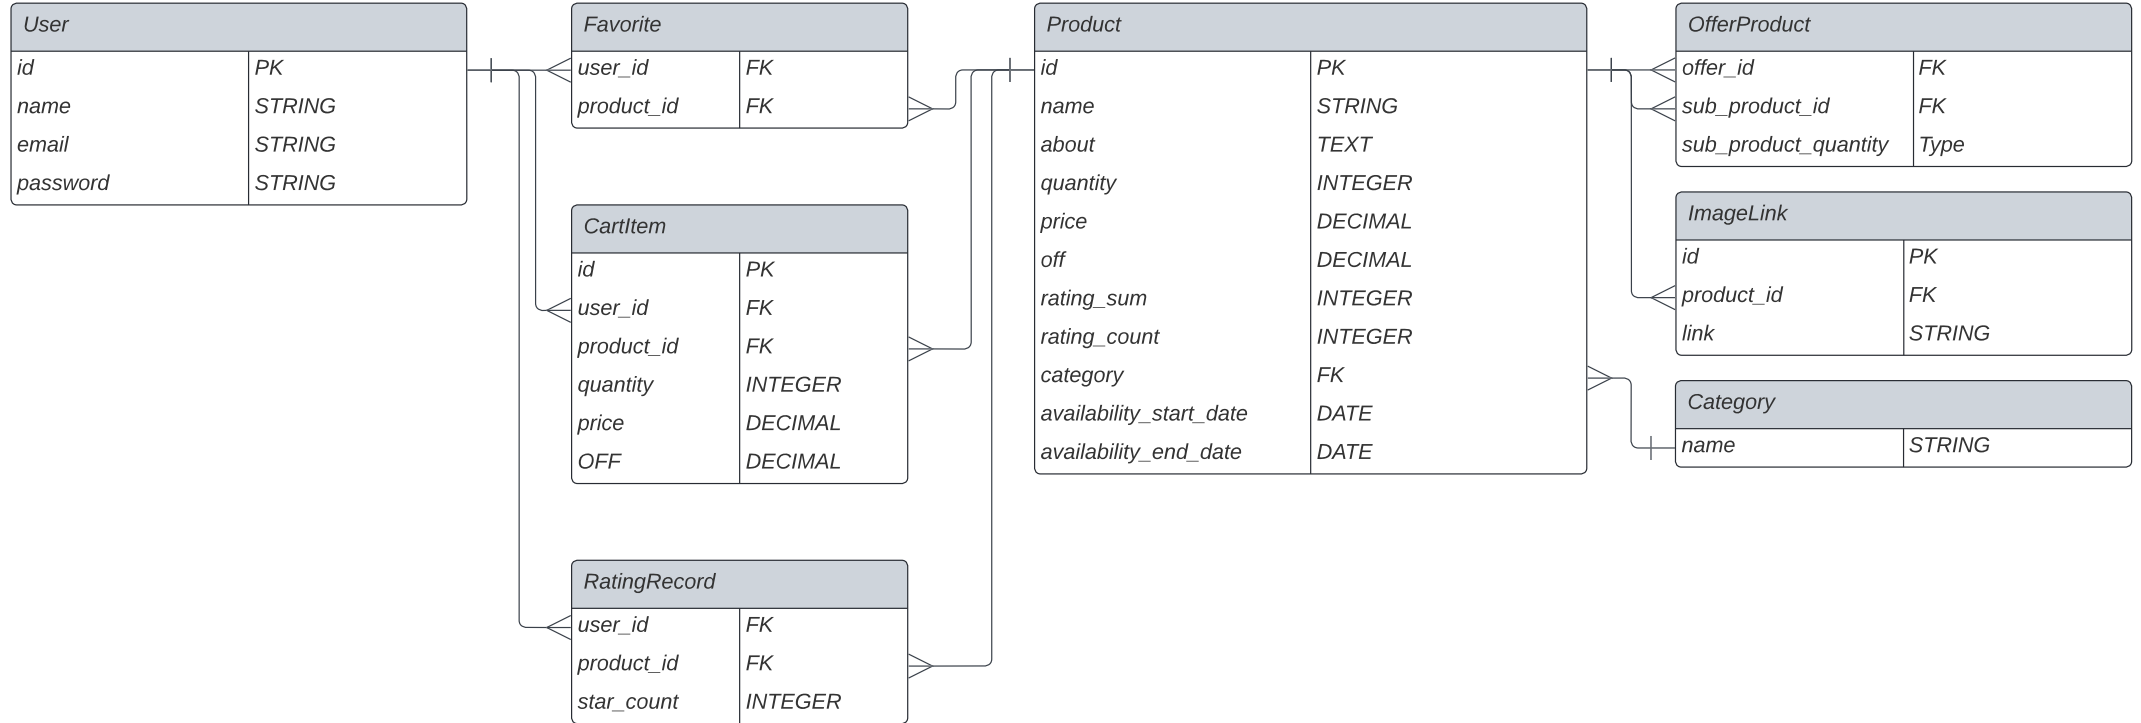 User
id PK
name STRING
email STRING
password STRING
Favorite
user_id FK
product_id FK
CartItem
id PK
user_id FK
product_id FK
quantity INTEGER
price DECIMAL
OFF DECIMAL
RatingRecord
user_id FK
product_id FK
star_count INTEGER
Product
id PK
name STRING
about TEXT
quantity INTEGER
price DECIMAL
off DECIMAL
rating_sum INTEGER
rating_count INTEGER
category FK
availability_start_date DATE
availability_end_date DATE
OfferProduct
offer_id FK
sub_product_id FK
sub_product_quantity Type
ImageLink
id PK
product_id FK
link STRING
Category
name STRING